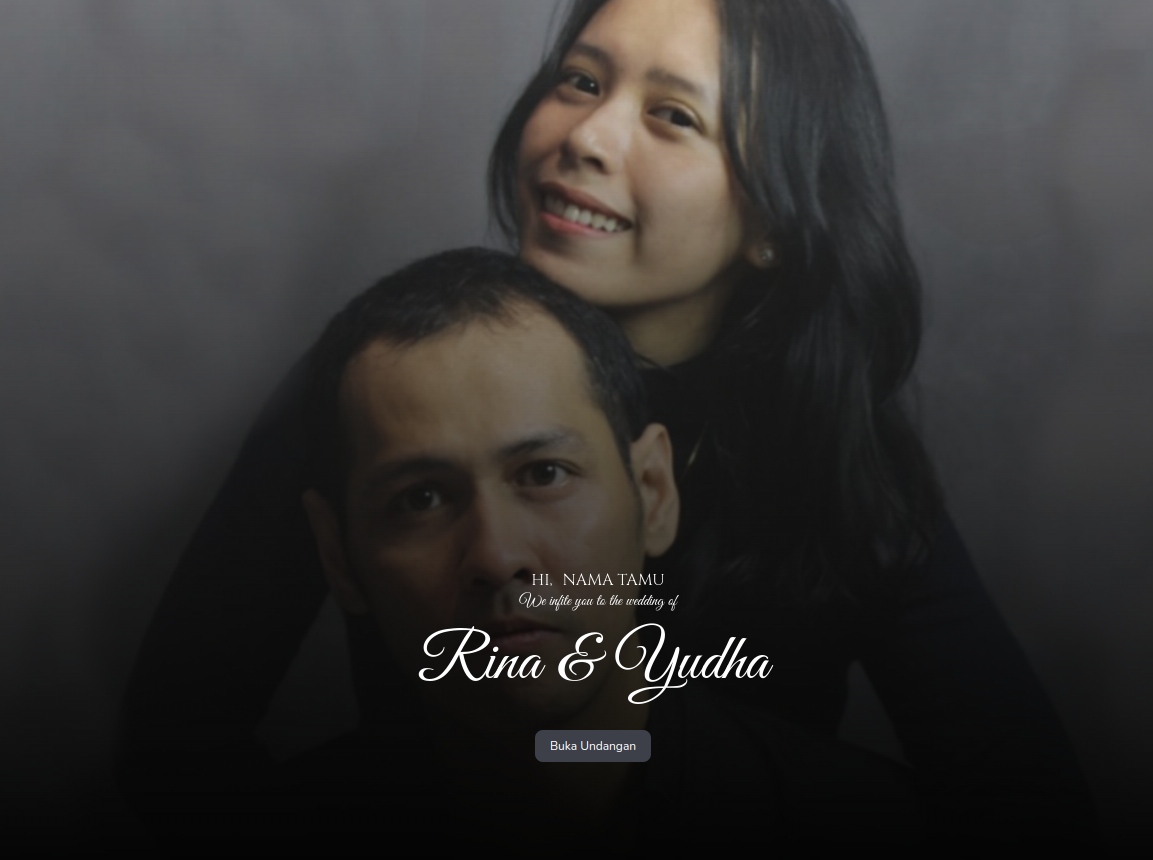 HI, NAMA TAMU
We infite you to the wedding of
Rina & Yudha
Buka Undangan